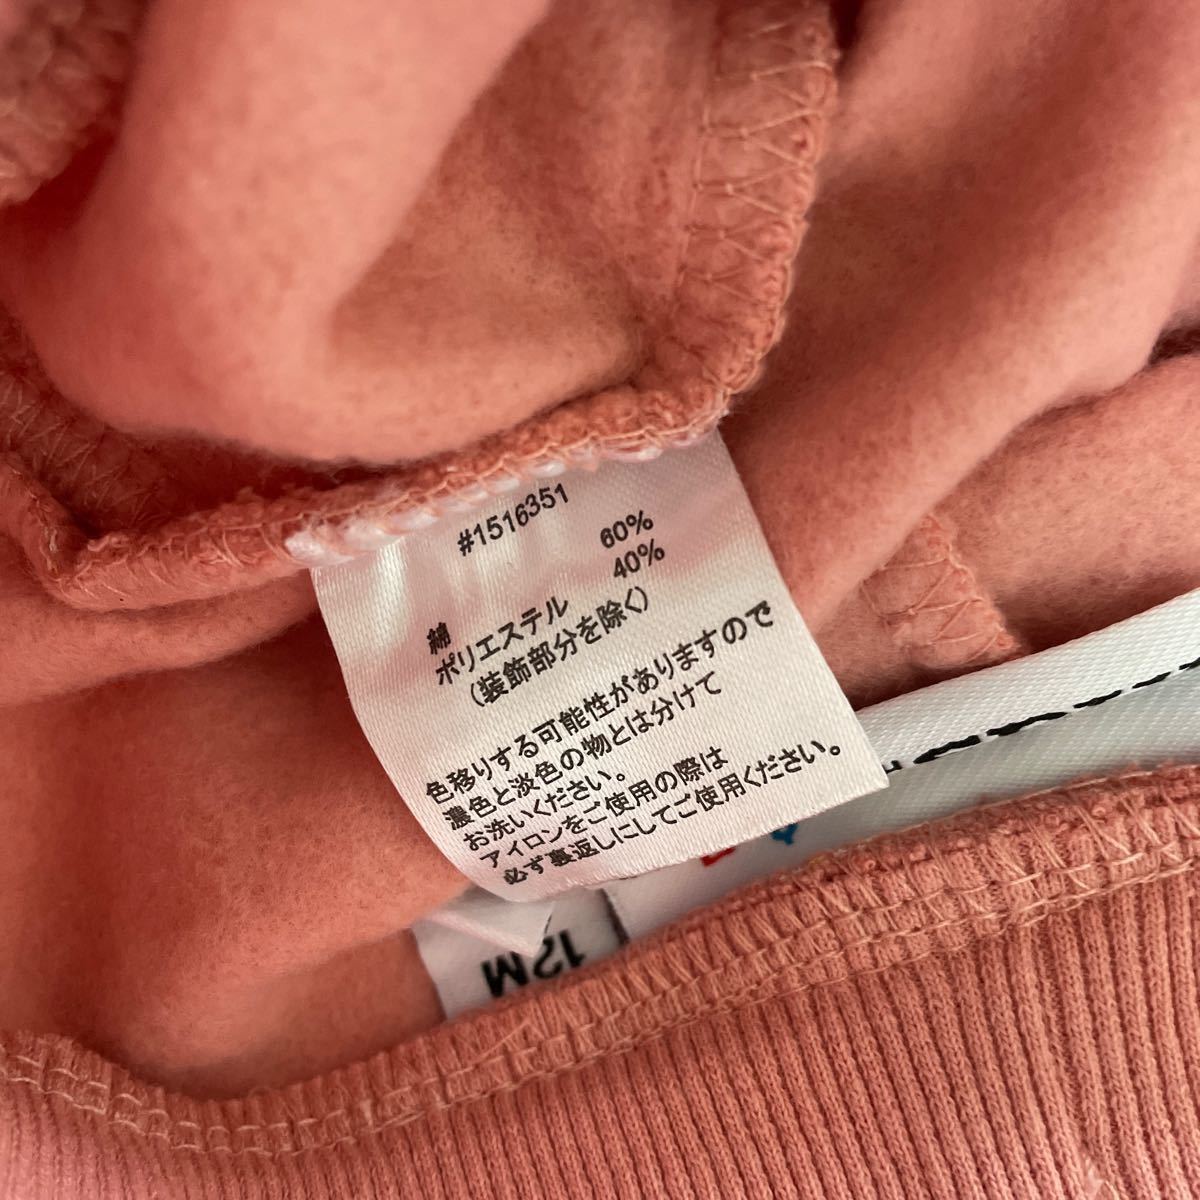 #1516351
綿 60%
ポリエステル 40%
(装飾部分を除く)
色移りする可能性がありますので
濃色と淡色の物とは分けて
お洗いください。
アイロンをご使用の際は
必ず裏返しにしてご使用ください。
12M